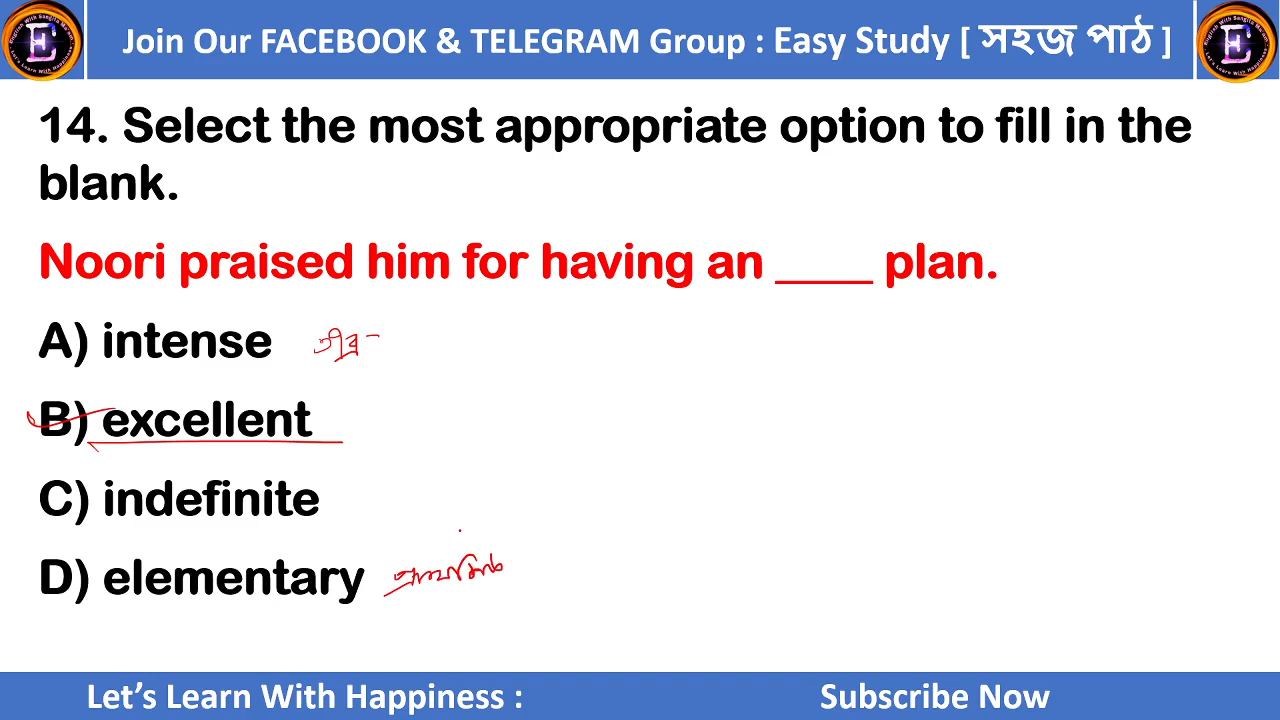 Join Our FACEBOOK & TELEGRAM Group : Easy Study [ সহজ পাঠ ]
14. Select the most appropriate option to fill in the
blank.
Noori praised him for having an ____ plan.
A) intense তীব্র
B) excellent
C) indefinite
D) elementary প্রাথমিক
Let's Learn With Happiness :
Subscribe Now